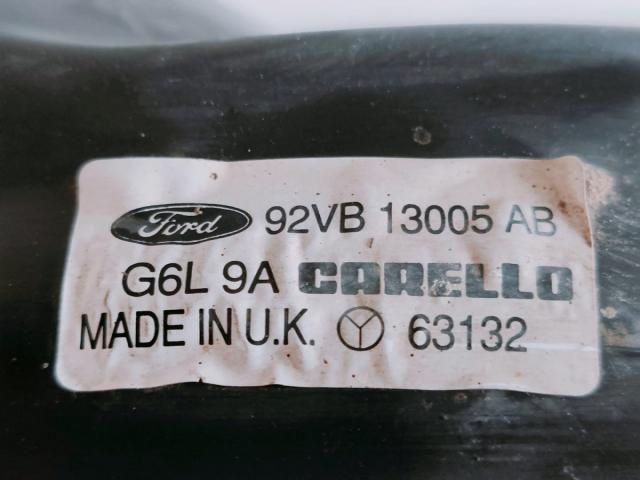 Ford 92VB 13005 AB
G6L 9A CARELLO
MADE IN U.K. 63132